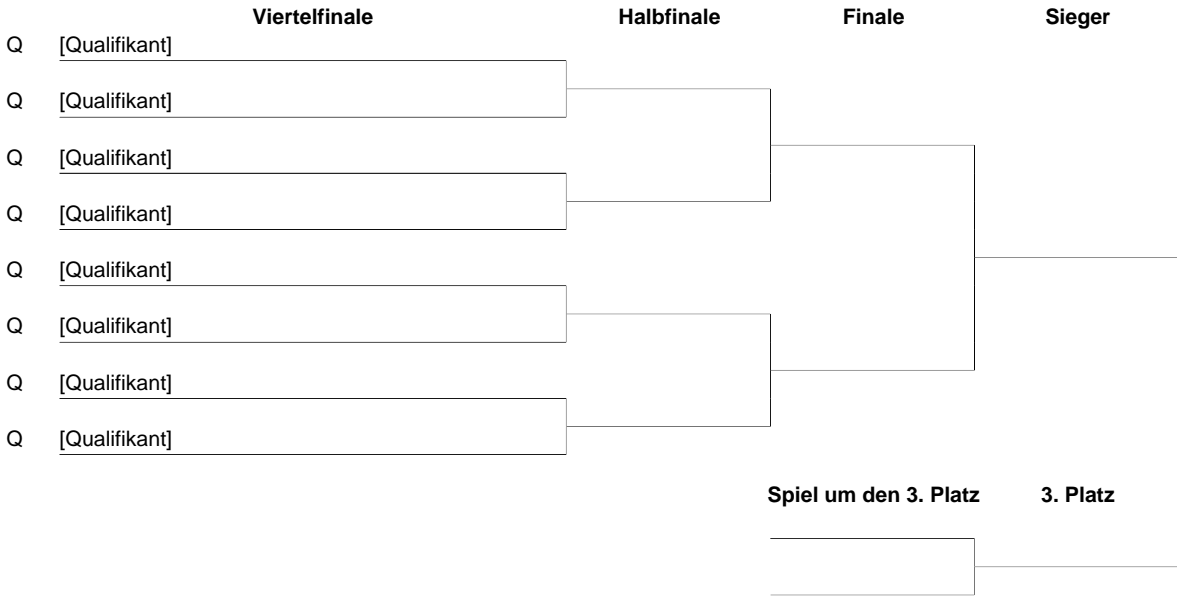 Viertelfinale Halbfinale Finale Sieger
Q [Qualifikant]
Q [Qualifikant]
Q [Qualifikant]
Q [Qualifikant]
Q [Qualifikant]
Q [Qualifikant]
Q [Qualifikant]
Q [Qualifikant]
Spiel um den 3. Platz 3. Platz